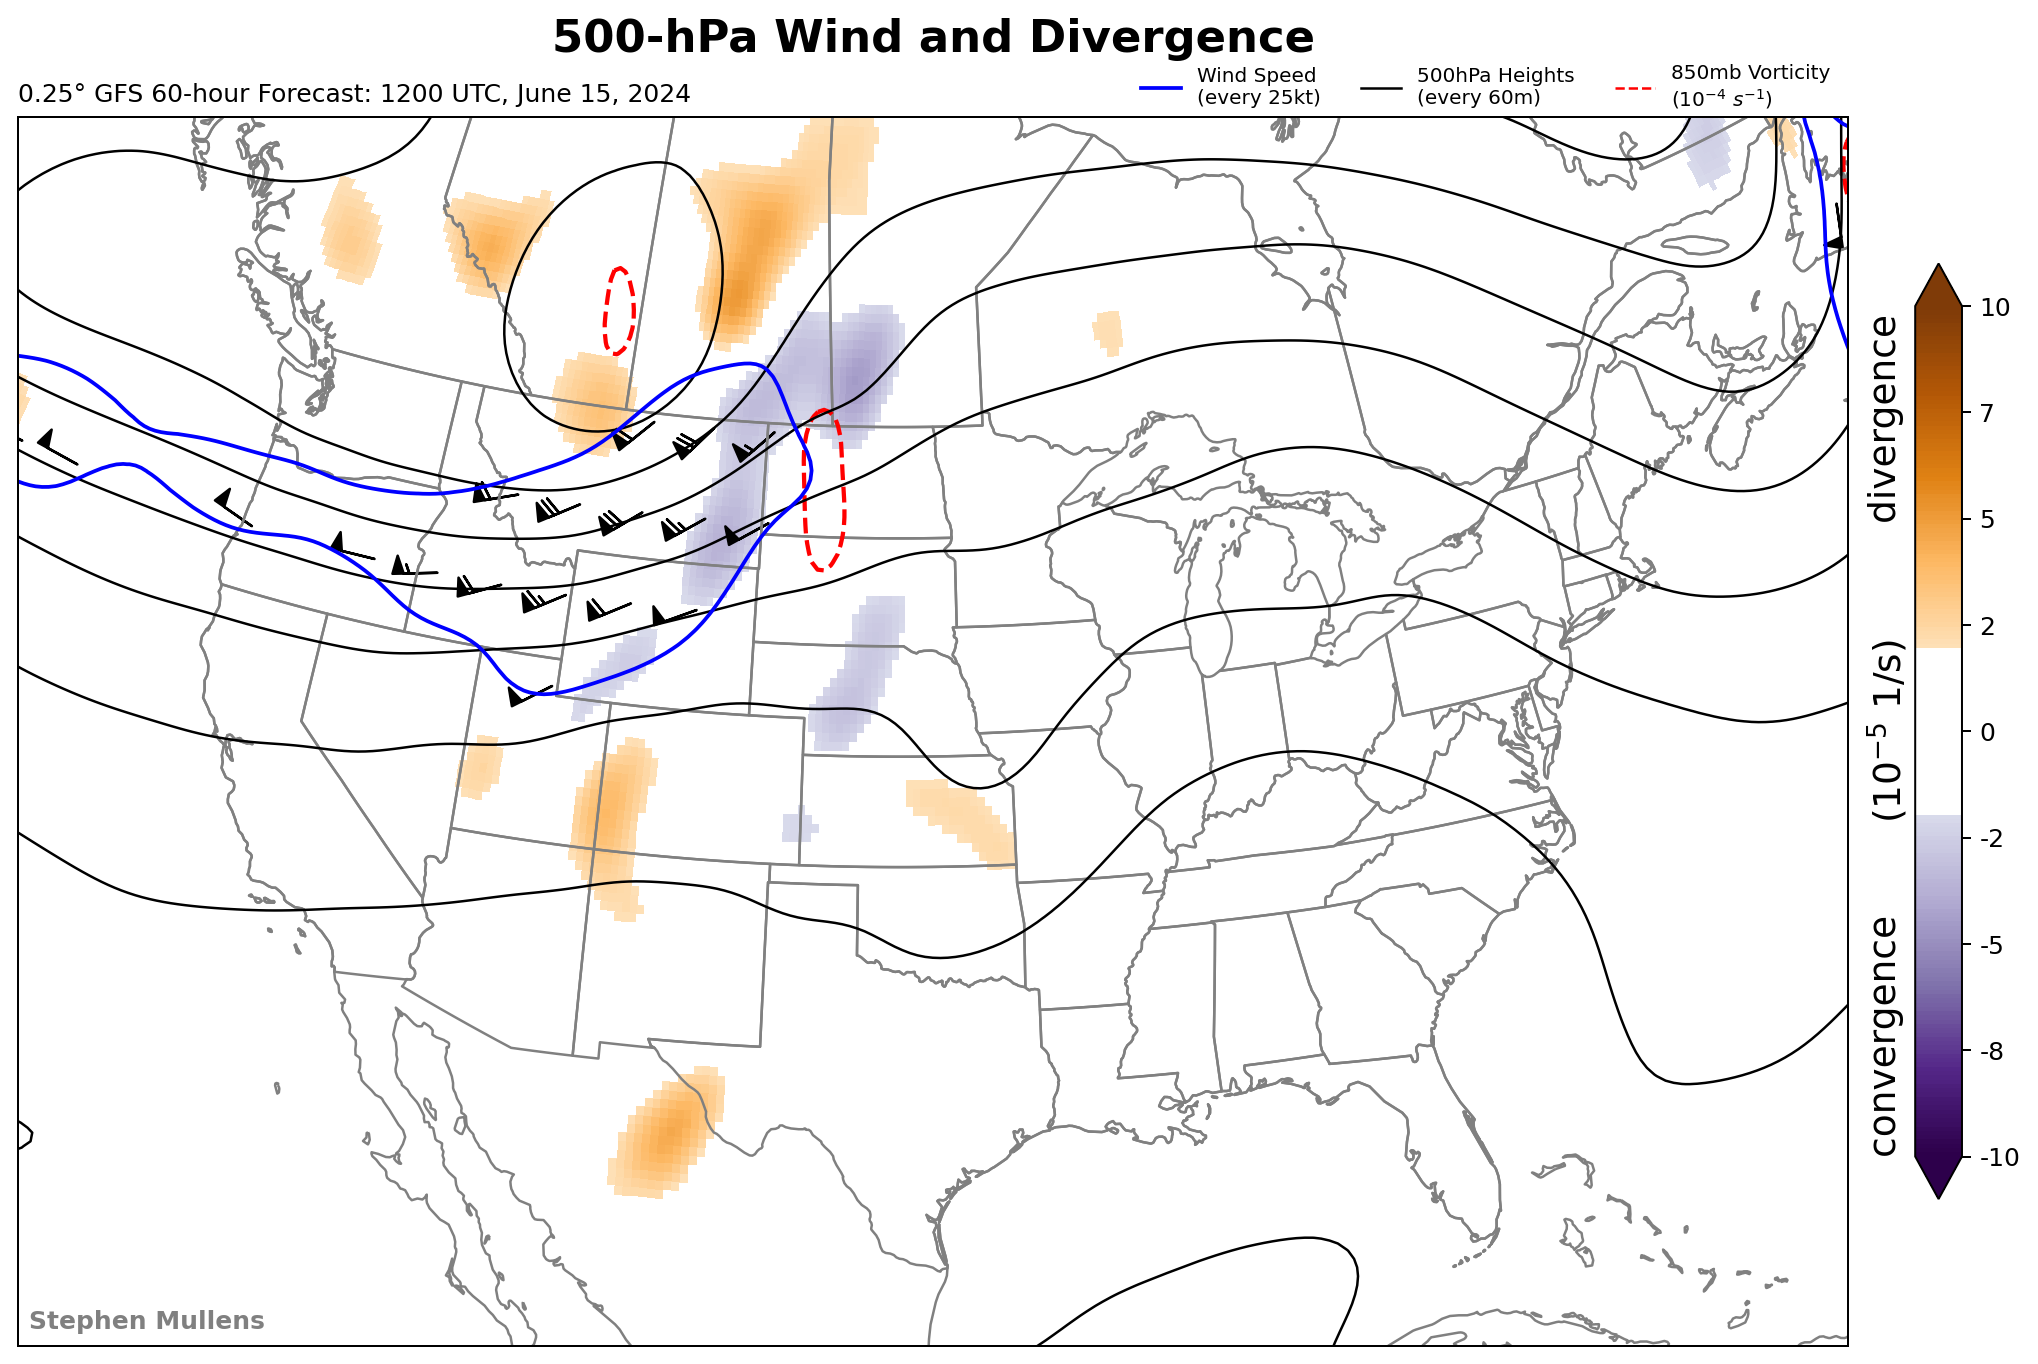 500-hPa Wind and Divergence
0.25° GFS 60-hour Forecast: 1200 UTC, June 15, 2024
Wind Speed
(every 25kt)
500hPa Heights
(every 60m)
850mb Vorticity
(10⁻⁴ s⁻¹)
10
7
5
2
0
-2
-5
-8
-10
convergence (10⁻⁵ 1/s) divergence
Stephen Mullens